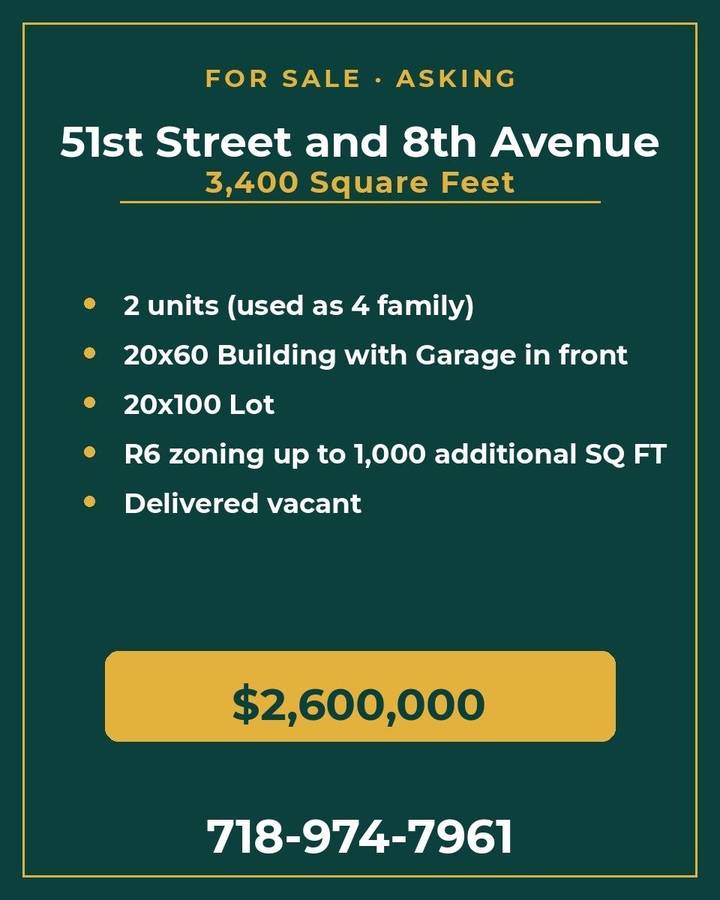 FOR SALE · ASKING
51st Street and 8th Avenue
3,400 Square Feet
• 2 units (used as 4 family)
• 20x60 Building with Garage in front
• 20x100 Lot
• R6 zoning up to 1,000 additional SQ FT
• Delivered vacant
$2,600,000
718-974-7961